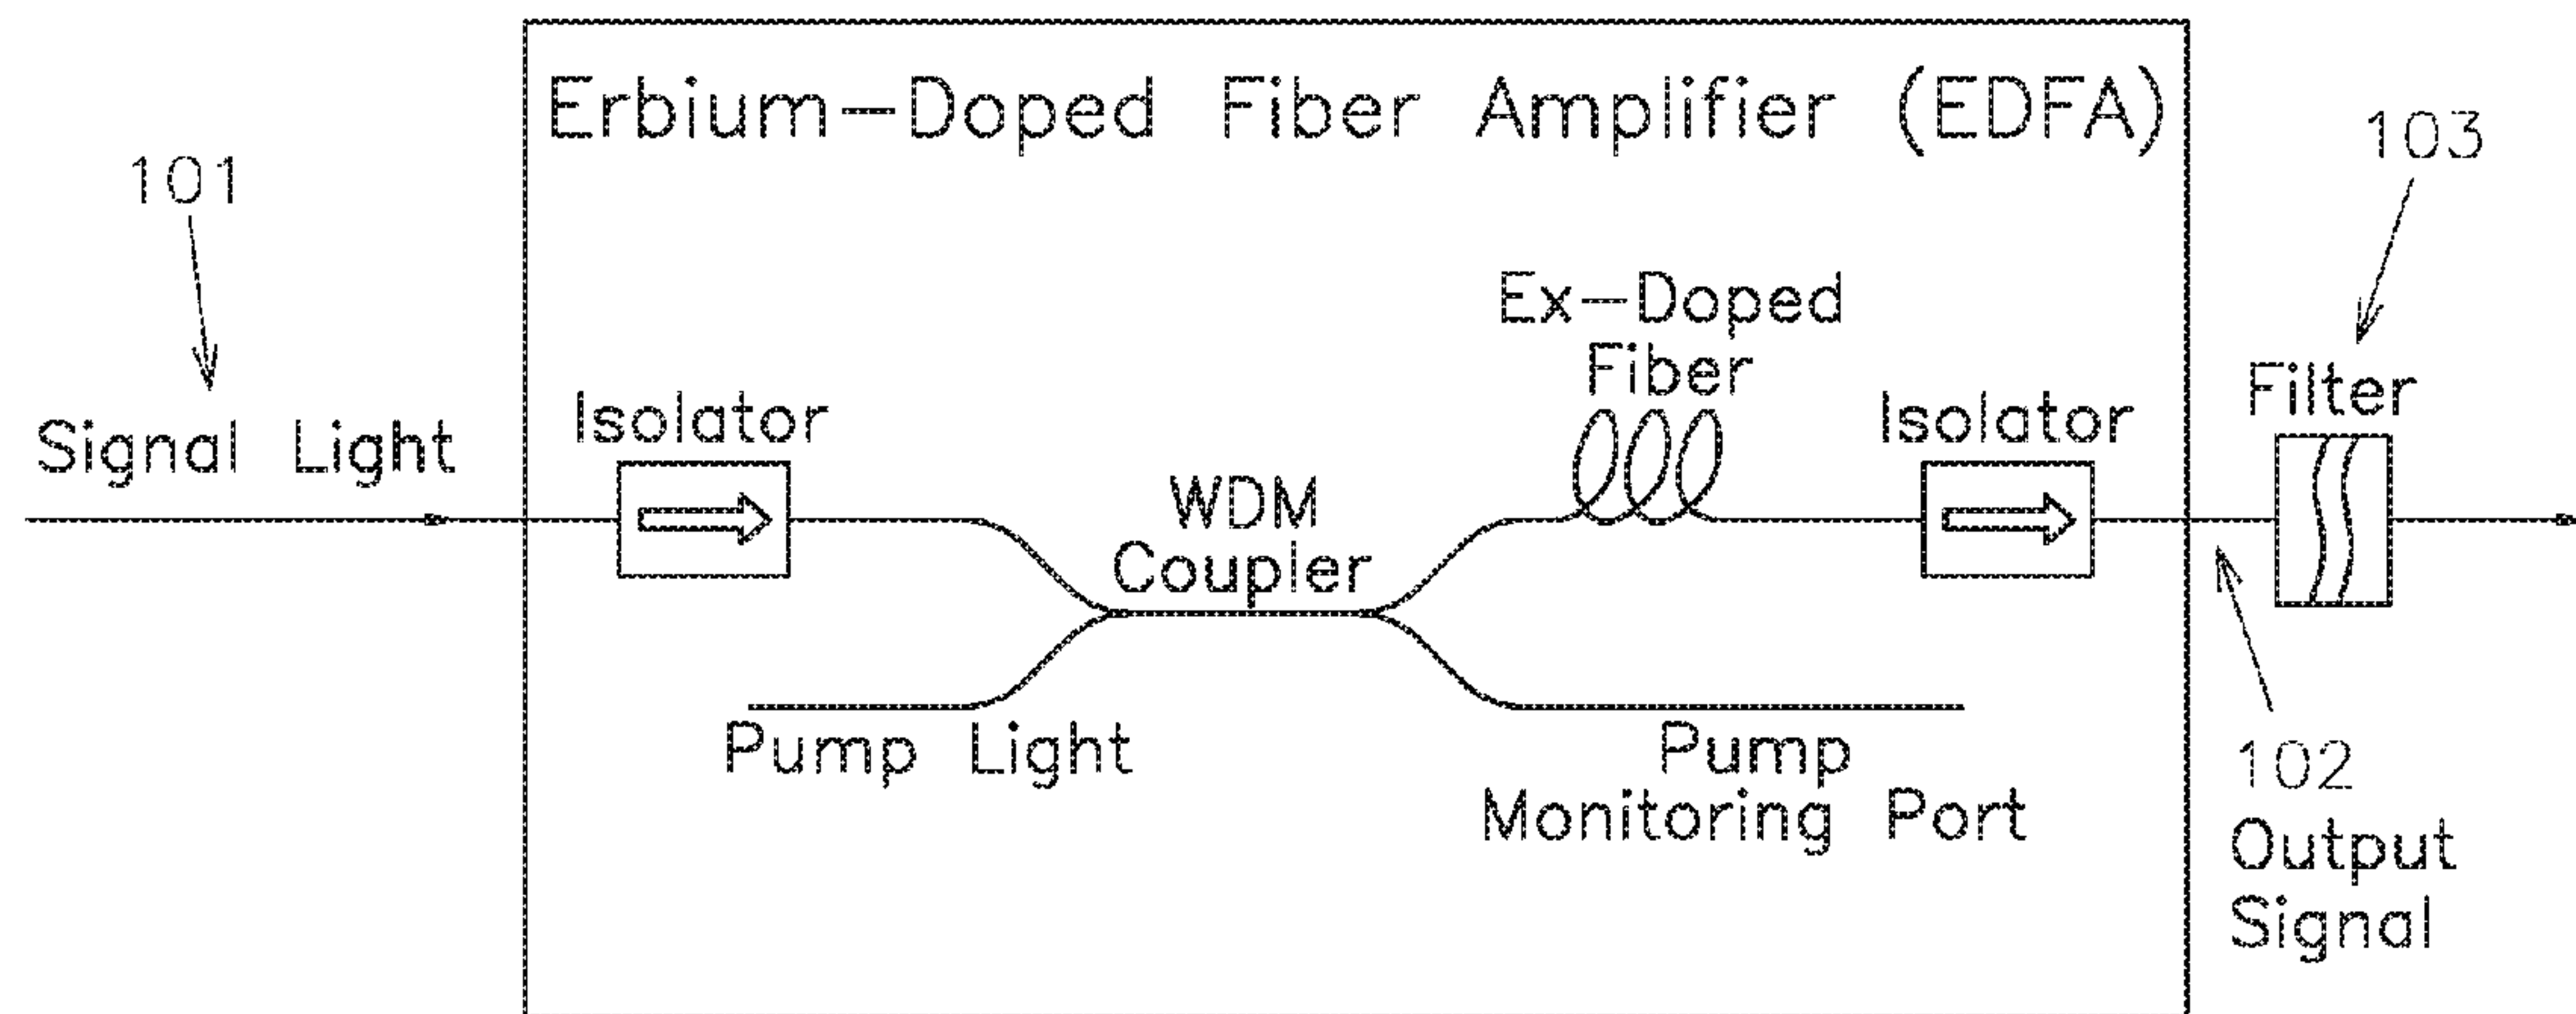 Erbium-Doped Fiber Amplifier (EDFA)
101
103
Signal Light
Isolator
WDM
Coupler
Ex-Doped
Fiber
Isolator
Filter
Pump Light
Pump
Monitoring Port
102
Output
Signal